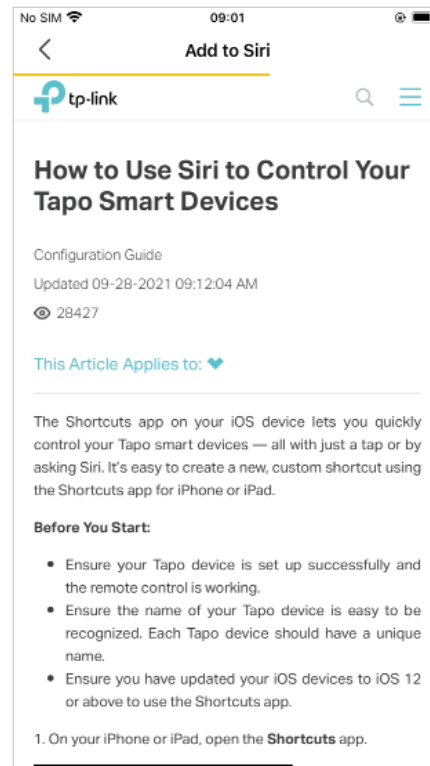 No SIM 09:01
Add to Siri
tp-link
How to Use Siri to Control Your
Tapo Smart Devices
Configuration Guide
Updated 09-28-2021 09:12:04 AM
28427
This Article Applies to:
The Shortcuts app on your iOS device lets you quickly
control your Tapo smart devices — all with just a tap or by
asking Siri. It's easy to create a new, custom shortcut using
the Shortcuts app for iPhone or iPad.
Before You Start:
• Ensure your Tapo device is set up successfully and
the remote control is working.
• Ensure the name of your Tapo device is easy to be
recognized. Each Tapo device should have a unique
name.
• Ensure you have updated your iOS devices to iOS 12
or above to use the Shortcuts app.
1. On your iPhone or iPad, open the Shortcuts app.